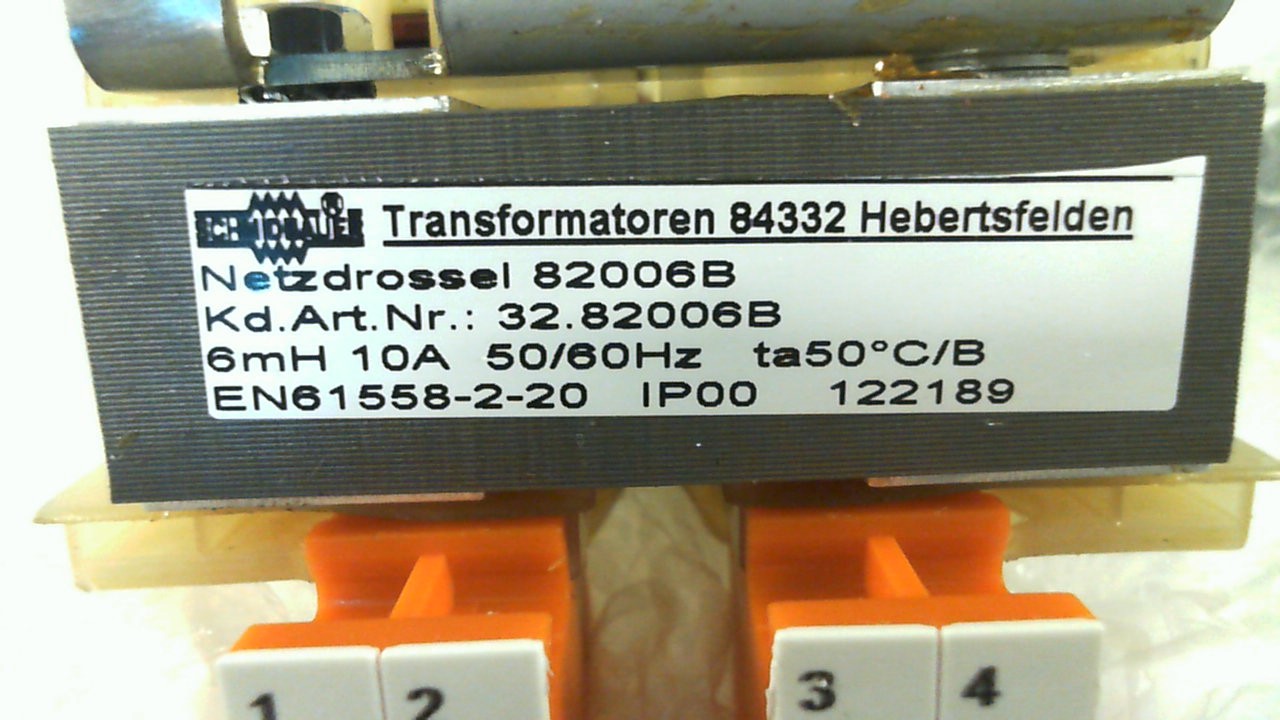 Transformatoren 84332 Hebertsfelden
Netzdrossel 82006B
Kd.Art.Nr.: 32.82006B
6mH 10A 50/60Hz ta50°C/B
EN61558-2-20 IP00 122189
1 2 3 4